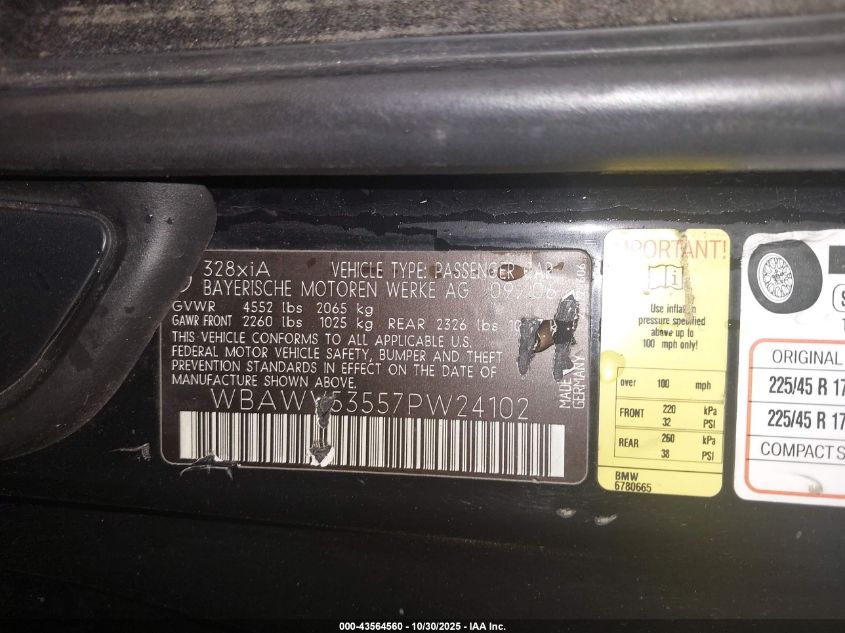 328xiA VEHICLE TYPE: PASSENGER CAR
BAYERISCHE MOTOREN WERKE AG 09/06
GVWR 4552 lbs 2065 kg
GAWR FRONT 2260 lbs 1025 kg REAR 2326 lbs
THIS VEHICLE CONFORMS TO ALL APPLICABLE U.S.
FEDERAL MOTOR VEHICLE SAFETY, BUMPER AND THEFT
PREVENTION STANDARDS IN EFFECT ON THE DATE OF
MANUFACTURE SHOWN ABOVE.
WBAWV53557PW24102
MADE
GERMANY
IMPORTANT!
Use inflation
pressure specified
above up to
100 mph only!
over 100 mph
FRONT 220 kPa
32 PSI
REAR 260 kPa
38 PSI
BMW
6780665
ORIGINAL
225/45 R 17
225/45 R 17
COMPACT
000-43564560 - 10/30/2025 - IAA Inc.